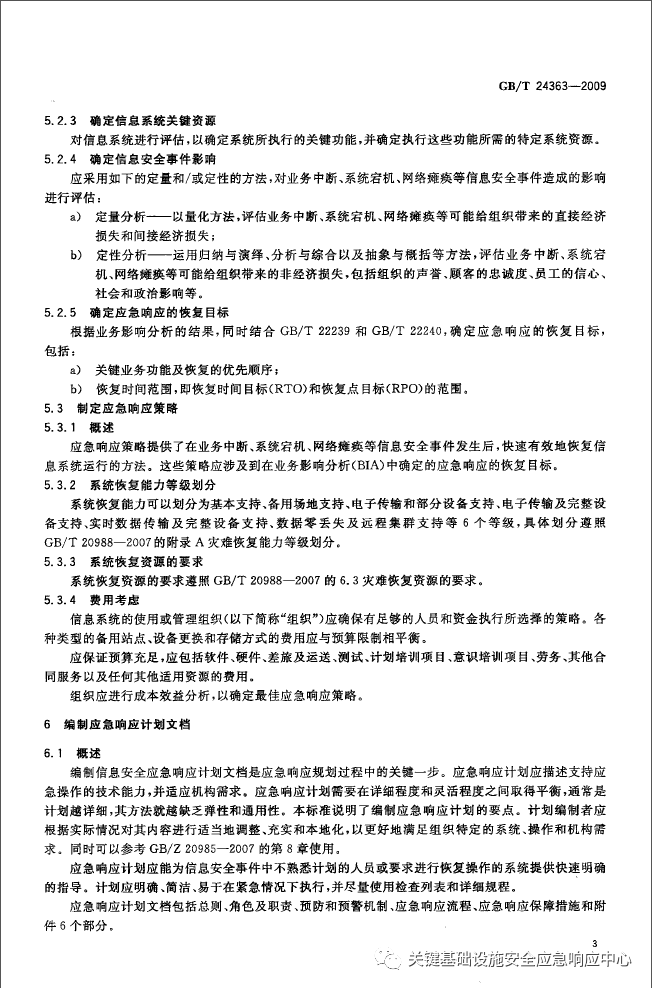 GB/T 24363—2009
5.2.3 确定信息系统关键资源
对信息系统进行评估,以确定系统所执行的关键功能,并确定执行这些功能所需的特定系统资源。
5.2.4 确定信息安全事件影响
应采用如下的定量和/或定性的方法,对业务中断、系统宕机、网络瘫痪等信息安全事件造成的影响
进行评估:
a) 定量分析——以量化方法,评估业务中断、系统宕机、网络瘫痪等可能给组织带来的直接经济
损失和间接经济损失;
b) 定性分析——运用归纳与演绎、分析与综合以及抽象与概括等方法,评估业务中断、系统宕
机、网络瘫痪等可能给组织带来的非经济损失,包括组织的声誉、顾客的忠诚度、员工的信心、
社会和政治影响等。
5.2.5 确定应急响应的恢复目标
根据业务影响分析的结果,同时结合 GB/T 22239 和 GB/T 22240,确定应急响应的恢复目标,
包括:
a) 关键业务功能及恢复的优先顺序;
b) 恢复时间范围,即恢复时间目标(RTO)和恢复点目标(RPO)的范围。
5.3 制定应急响应策略
5.3.1 概述
应急响应策略提供了在业务中断、系统宕机、网络瘫痪等信息安全事件发生后,快速有效地恢复信
息系统运行的方法。这些策略应涉及到在业务影响分析(BIA)中确定的应急响应的恢复目标。
5.3.2 系统恢复能力等级划分
系统恢复能力可以划分为基本支持、备用场地支持、电子传输和部分设备支持、电子传输及完整设
备支持、实时数据传输及完整设备支持、数据零丢失及远程集群支持等 6 个等级,具体划分遵照
GB/T 20988—2007的附录 A 灾难恢复能力等级划分。
5.3.3 系统恢复资源的要求
系统恢复资源的要求遵照 GB/T 20988—2007 的 6.3 灾难恢复资源的要求。
5.3.4 费用考虑
信息系统的使用或管理组织(以下简称“组织”)应确保有足够的人员和资金执行所选择的策略。各
种类型的备用站点、设备更换和存储方式的费用应与预算限制相平衡。
应保证预算充足,应包括软件、硬件、差旅及运送、测试、计划培训项目、意识培训项目、劳务、其他合
同服务以及任何其他适用资源的费用。
组织应进行成本效益分析,以确定最佳应急响应策略。
6 编制应急响应计划文档
6.1 概述
编制信息安全应急响应计划文档是应急响应规划过程中的关键一步。应急响应计划应描述支持应
急操作的技术能力,并适应机构需求。应急响应计划需要在详细程度和灵活程度之间取得平衡,通常是
计划越详细,其方法就越缺乏弹性和通用性。本标准说明了编制应急响应计划的要点。计划编制者应
根据实际情况对其内容进行适当地调整、充实和本地化,以更好地满足组织特定的系统、操作和机构需
求。同时可以参考 GB/Z 20985—2007 的第 8 章使用。
应急响应计划应能为信息安全事件中不熟悉计划的人员或要求进行恢复操作的系统提供快速明确
的指导。计划应明确、简洁、易于在紧急情况下执行,并尽量使用检查列表和详细规程。
应急响应计划文档包括总则、角色及职责、预防和预警机制、应急响应流程、应急响应保障措施和附
件 6 个部分。
3
关键基础设施安全应急响应中心